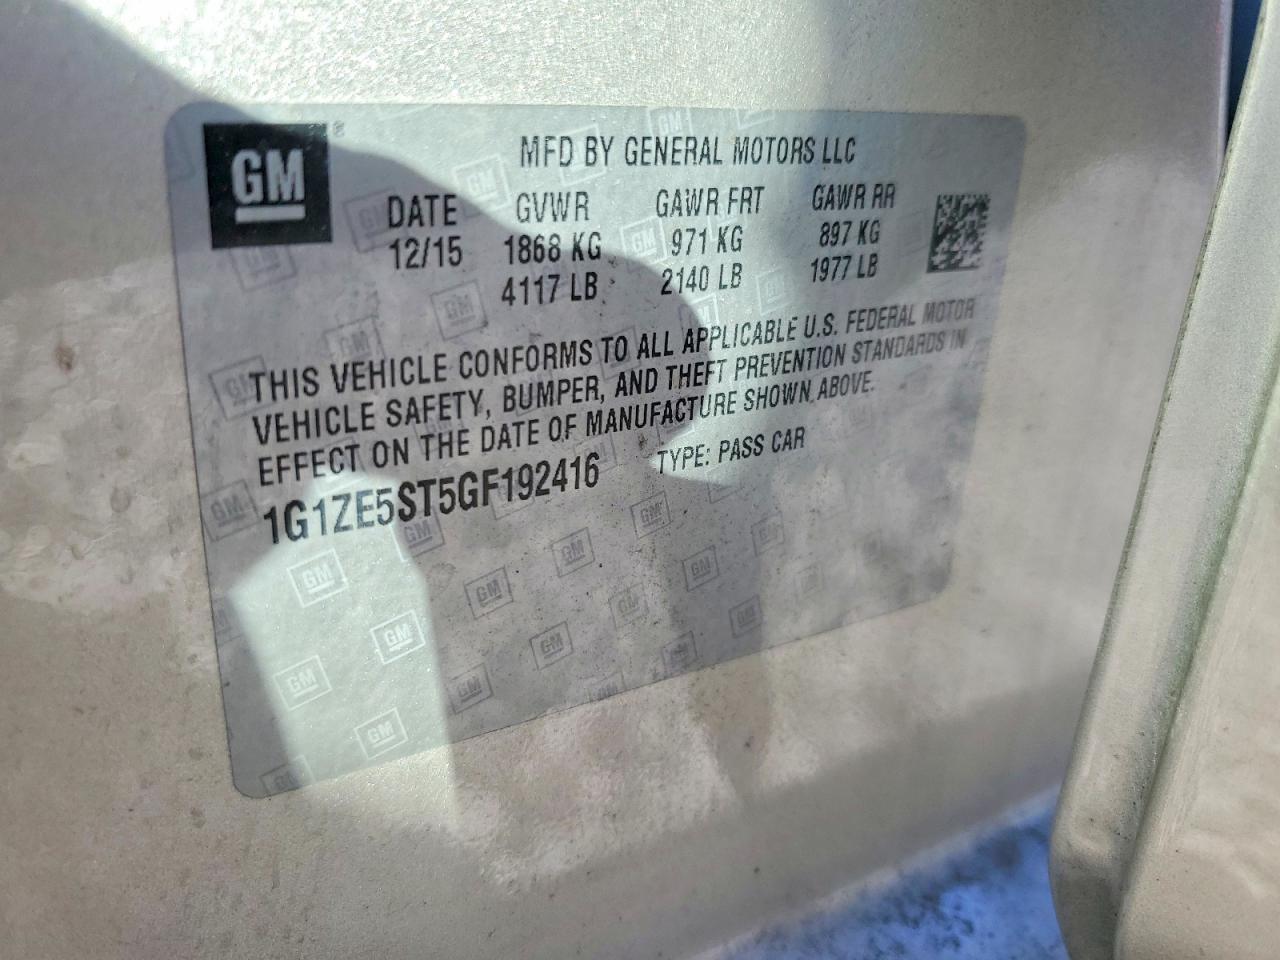 GM ®
MFD BY GENERAL MOTORS LLC
DATE GVWR GAWR FRT GAWR RR
12/15 1868 KG 971 KG 897 KG
4117 LB 2140 LB 1977 LB
THIS VEHICLE CONFORMS TO ALL APPLICABLE U.S. FEDERAL MOTOR
VEHICLE SAFETY, BUMPER, AND THEFT PREVENTION STANDARDS IN
EFFECT ON THE DATE OF MANUFACTURE SHOWN ABOVE.
1G1ZE5ST5GF192416 TYPE: PASS CAR